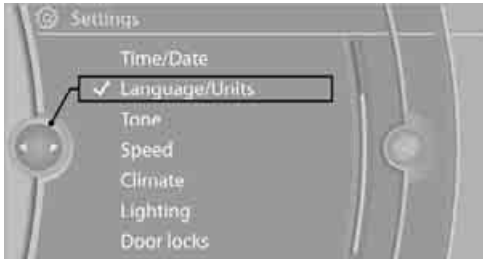 Settings
Time/Date
Language/Units
Tone
Speed
Climate
Lighting
Door locks